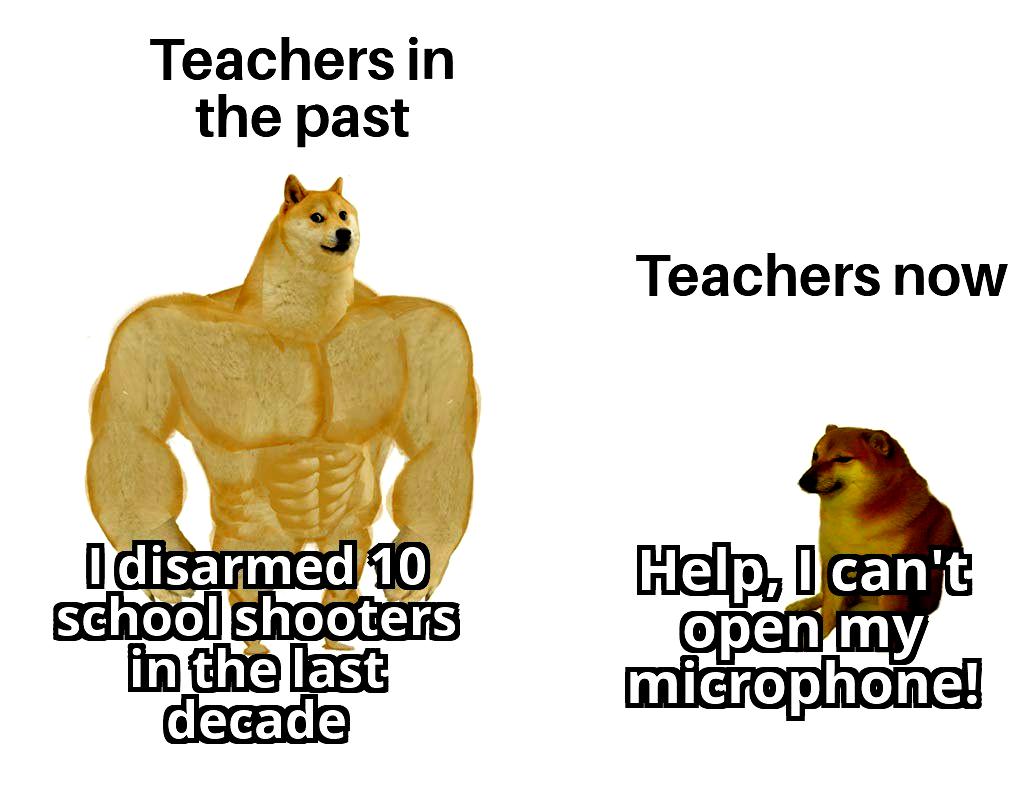 Teachers in
the past
Teachers now
I disarmed 10
school shooters
in the last
decade
Help, I can't
open my
microphone!